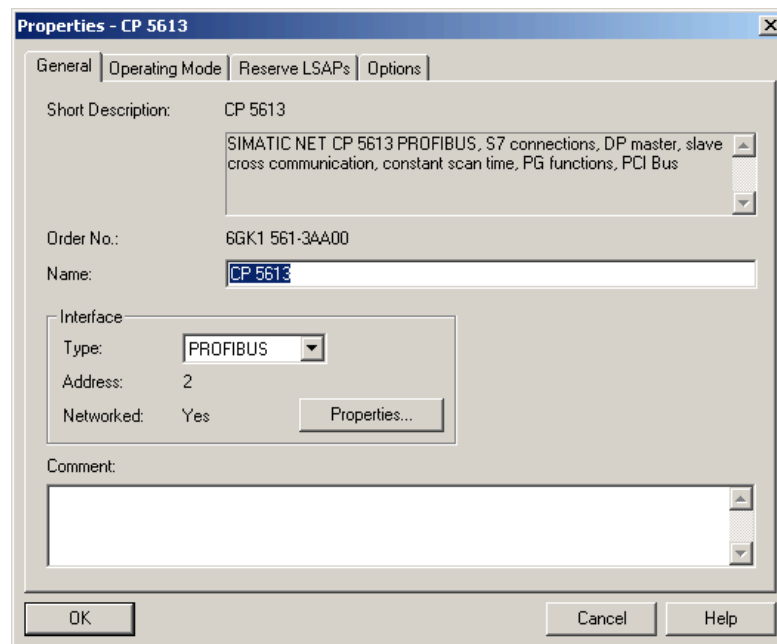 Properties - CP 5613
General Operating Mode Reserve LSAPs Options
Short Description: CP 5613
SIMATIC NET CP 5613 PROFIBUS, S7 connections, DP master, slave
cross communication, constant scan time, PG functions, PCI Bus
Order No.: 6GK1 561-3AA00
Name: CP 5613
Interface
Type: PROFIBUS
Address: 2
Networked: Yes Properties...
Comment:
OK Cancel Help